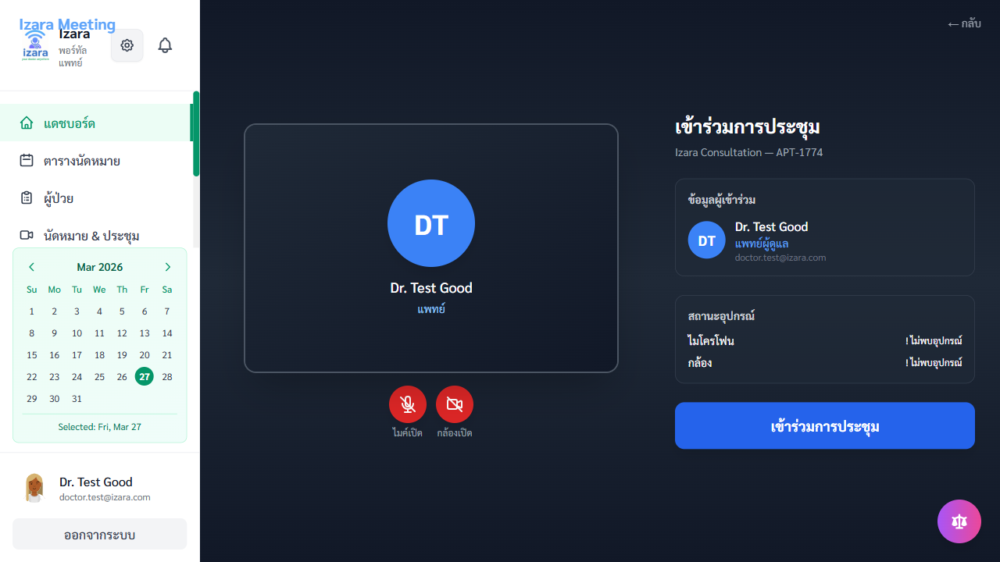 Izara Meeting
Izara
พอร์ทัล
แพทย์
izara
แดชบอร์ด
ตารางนัดหมาย
ผู้ป่วย
นัดหมาย & ประชุม
Mar 2026
Su Mo Tu We Th Fr Sa
1 2 3 4 5 6 7
8 9 10 11 12 13 14
15 16 17 18 19 20 21
22 23 24 25 26 27 28
29 30 31
Selected: Fri, Mar 27
Dr. Test Good
doctor.test@izara.com
ออกจากระบบ
← กลับ
DT
Dr. Test Good
แพทย์
ไมค์เปิด
กล้องเปิด
เข้าร่วมการประชุม
Izara Consultation — APT-1774
ข้อมูลผู้เข้าร่วม
DT
Dr. Test Good
แพทย์ผู้ดูแล
doctor.test@izara.com
สถานะอุปกรณ์
ไมโครโฟน ! ไม่พบอุปกรณ์
กล้อง ! ไม่พบอุปกรณ์
เข้าร่วมการประชุม